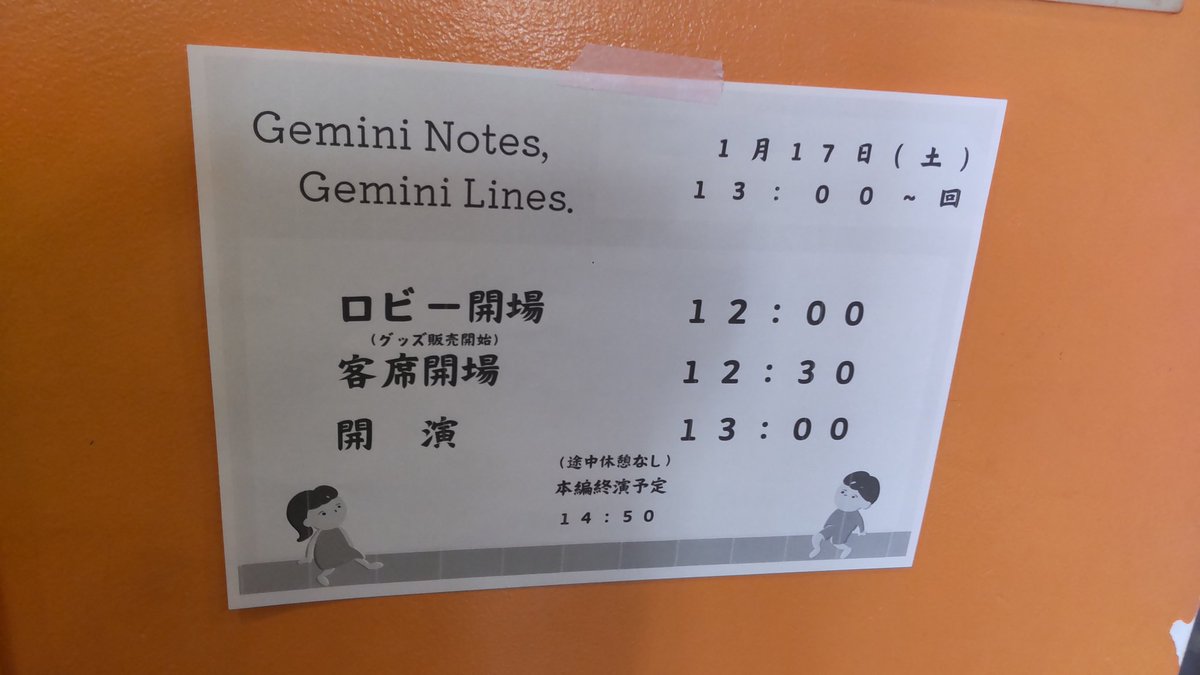 Gemini Notes,
Gemini Lines.
1月17日(土)
13:00~回
ロビー開場 12:00
(グッズ販売開始)
客席開場 12:30
開 演 13:00
(途中休憩なし)
本編終演予定
14:50